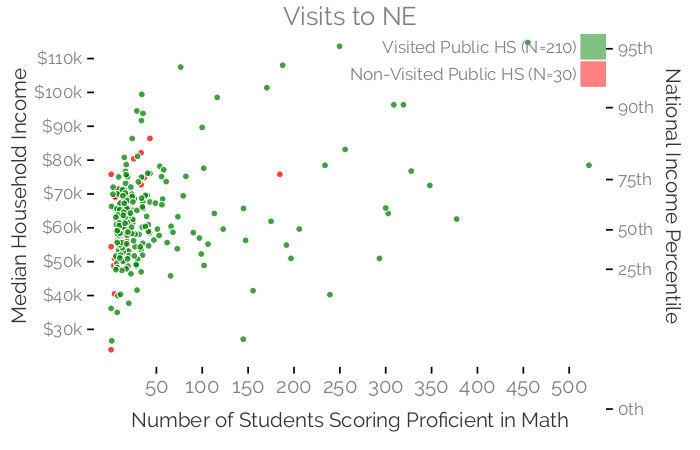 Visits to NE
Visited Public HS (N=210)
Non-Visited Public HS (N=30)
Median Household Income
$110k
$100k
$90k
$80k
$70k
$60k
$50k
$40k
$30k
50 100 150 200 250 300 350 400 450 500
Number of Students Scoring Proficient in Math
95th
90th
75th
50th
25th
0th
National Income Percentile